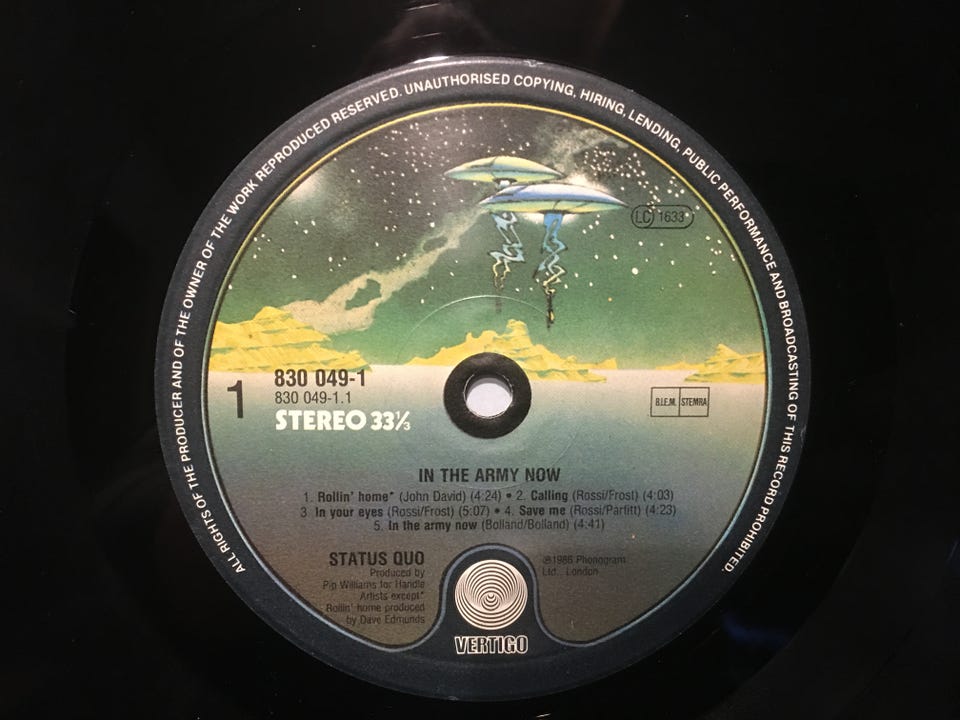 ALL RIGHTS OF THE PRODUCER AND OF THE OWNER OF THE WORK REPRODUCED RESERVED. UNAUTHORISED COPYING, HIRING, LENDING, PUBLIC PERFORMANCE AND BROADCASTING OF THIS RECORD PROHIBITED.
LC 1633
1
830 049-1
830 049-1.1
STEREO 33⅓
B.I.E.M. STEMRA
IN THE ARMY NOW
1. Rollin' home* (John David) (4:24) • 2. Calling (Rossi/Frost) (4:03)
3 In your eyes (Rossi/Frost) (5:07) • 4. Save me (Rossi/Parfitt) (4:23)
5. In the army now (Bolland/Bolland) (4:41)
STATUS QUO
Produced by
Pip Williams for Handle
Artists except*
Rollin' home produced
by Dave Edmunds
℗1986 Phonogram
Ltd., London
VERTIGO